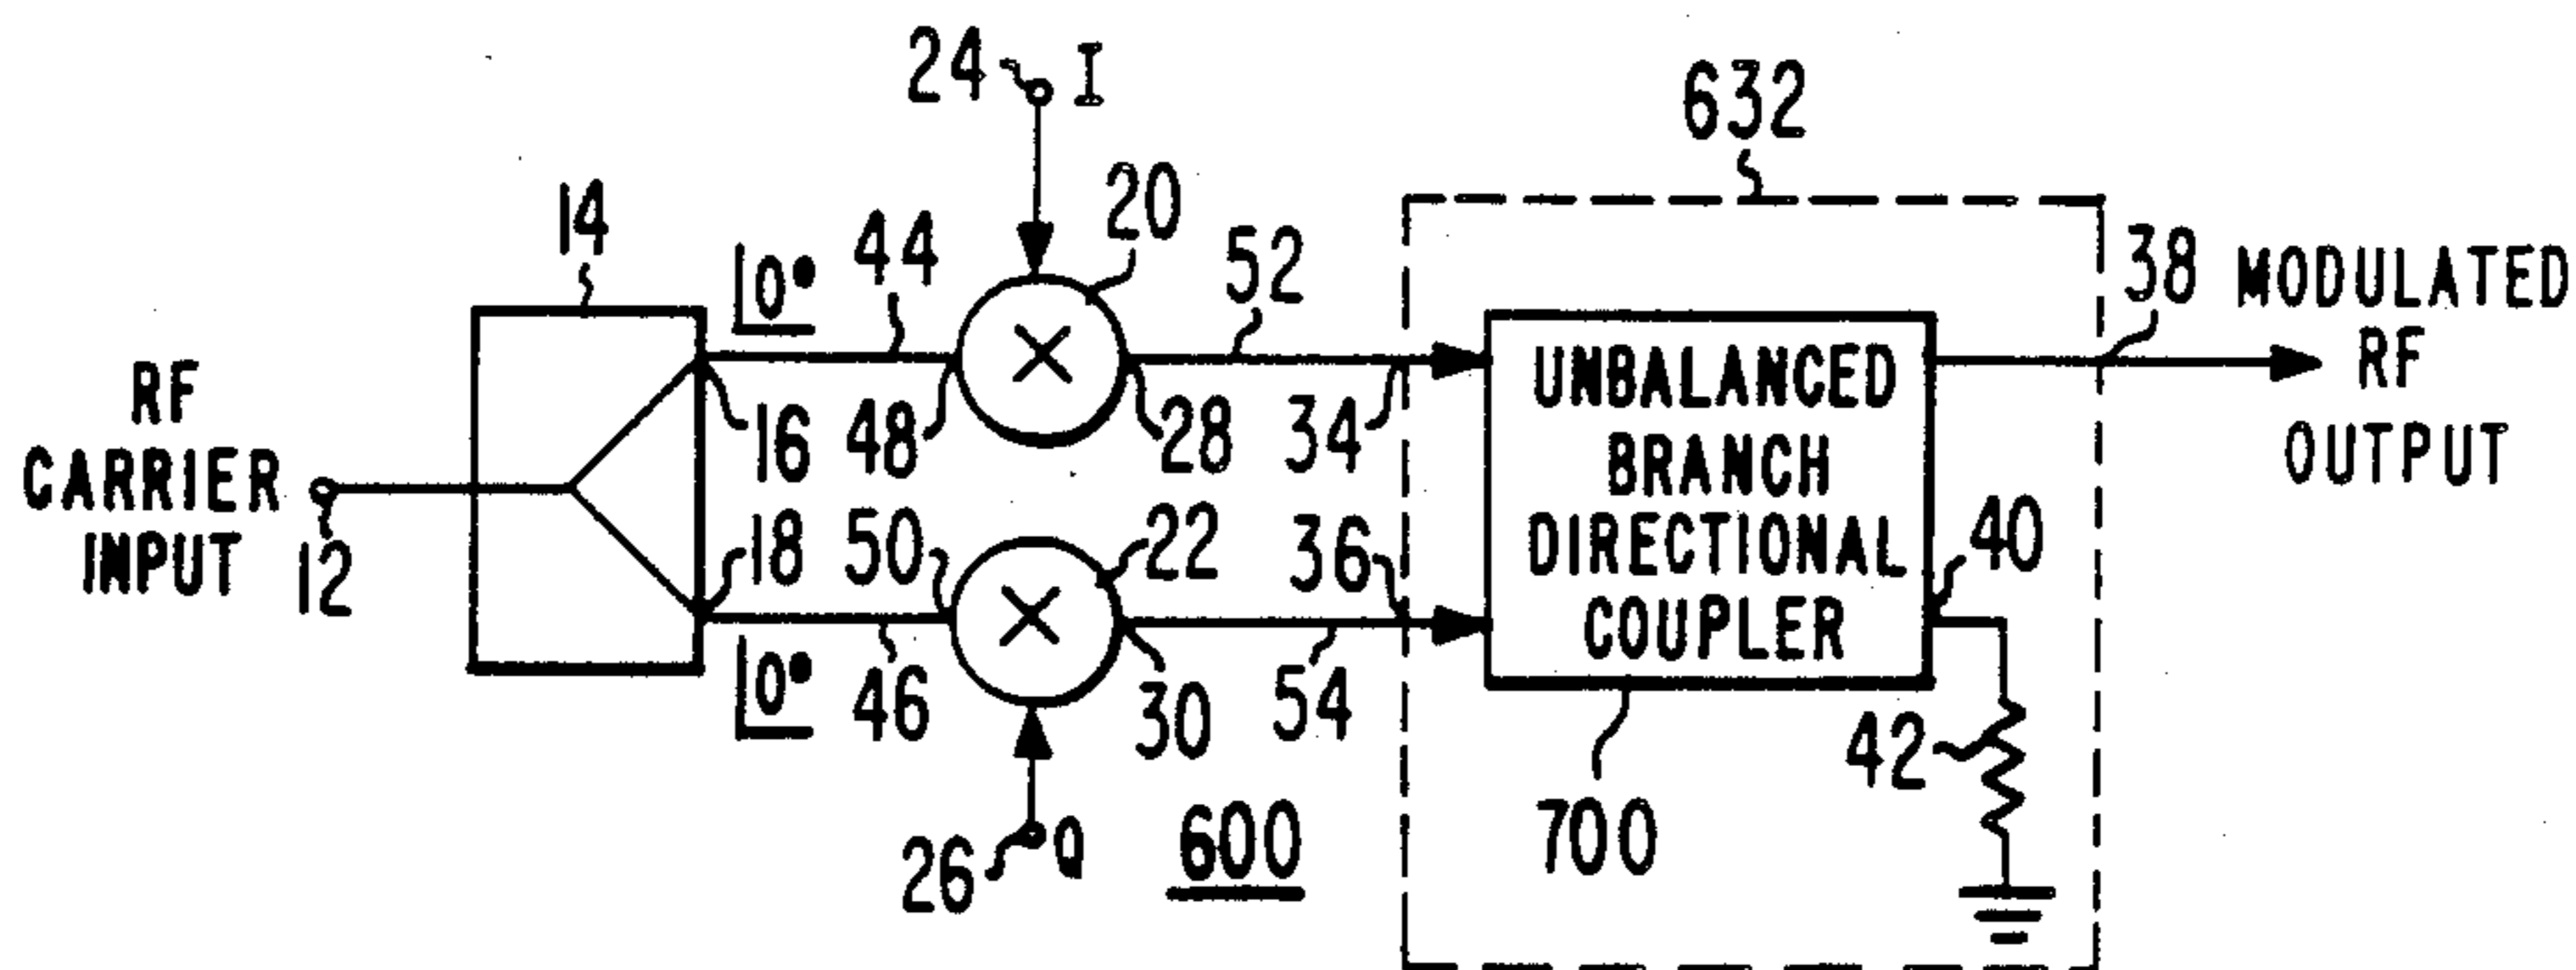 24
I
632
14
20
|0°
44
52
38
MODULATED
RF
OUTPUT
RF
CARRIER
INPUT
12
16
48
28
34
UNBALANCED
BRANCH
DIRECTIONAL
COUPLER
18
50
22
36
40
|0°
46
30
54
42
26
Q
600
700